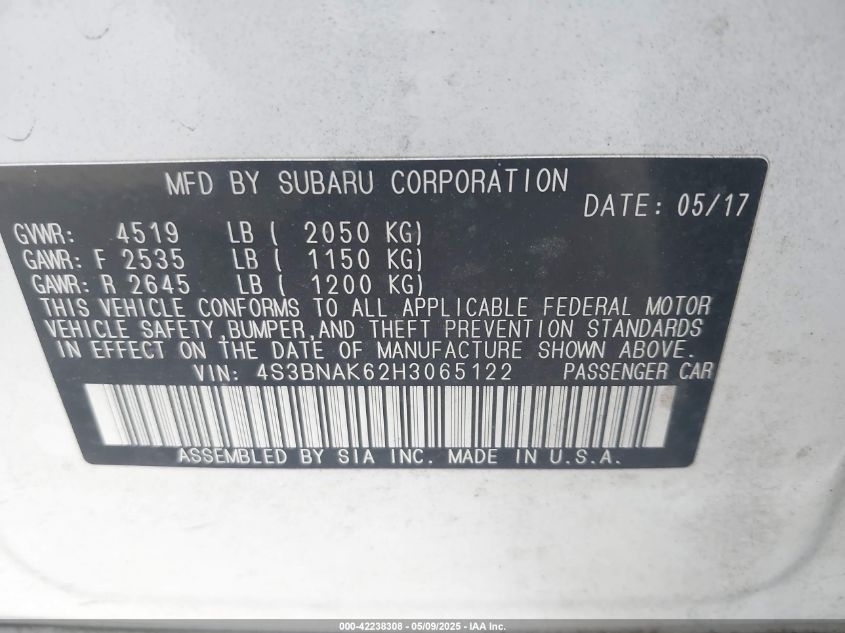 MFD BY SUBARU CORPORATION
DATE: 05/17
GVWR: 4519 LB ( 2050 KG)
GAWR: F 2535 LB ( 1150 KG)
GAWR: R 2645 LB ( 1200 KG)
THIS VEHICLE CONFORMS TO ALL APPLICABLE FEDERAL MOTOR
VEHICLE SAFETY,BUMPER,AND THEFT PREVENTION STANDARDS
IN EFFECT ON THE DATE OF MANUFACTURE SHOWN ABOVE.
VIN: 4S3BNAK62H3065122 PASSENGER CAR
ASSEMBLED BY SIA INC. MADE IN U.S.A.
000-42238308 - 05/09/2025 - IAA Inc.